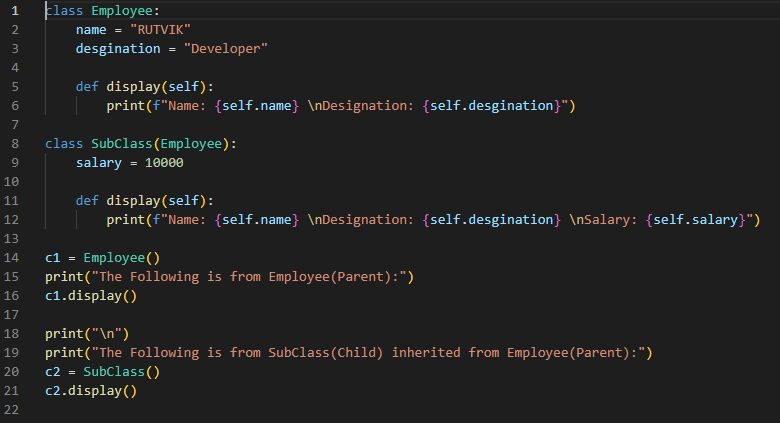 1 class Employee:
2     name = "RUTVIK"
3     desgination = "Developer"
4
5     def display(self):
6         print(f"Name: {self.name} \nDesignation: {self.desgination}")
7
8 class SubClass(Employee):
9     salary = 10000
10
11     def display(self):
12         print(f"Name: {self.name} \nDesignation: {self.desgination} \nSalary: {self.salary}")
13
14 c1 = Employee()
15 print("The Following is from Employee(Parent):")
16 c1.display()
17
18 print("\n")
19 print("The Following is from SubClass(Child) inherited from Employee(Parent):")
20 c2 = SubClass()
21 c2.display()
22